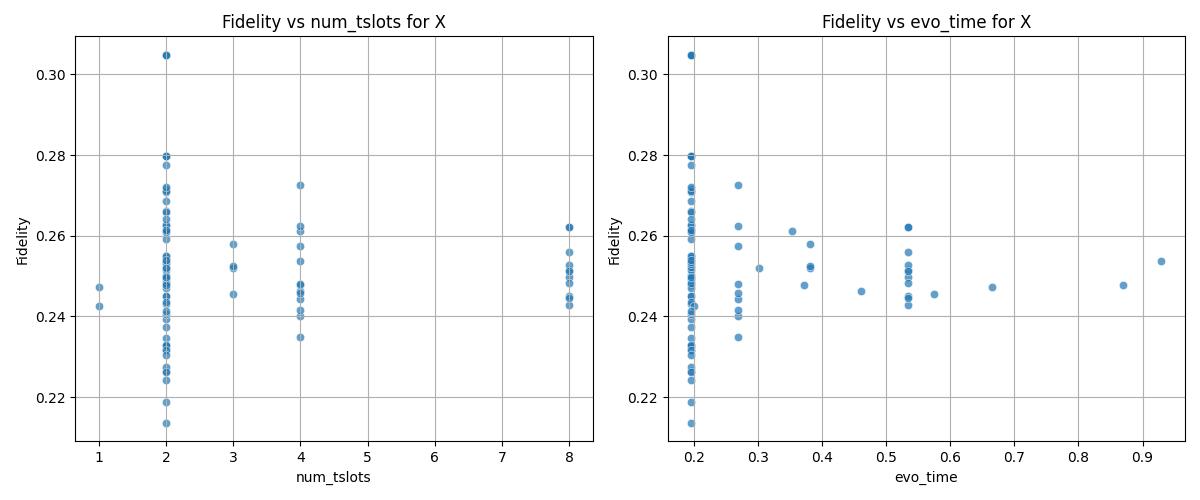 Fidelity vs num_tslots for X
Fidelity
0.30
0.28
0.26
0.24
0.22
1 2 3 4 5 6 7 8
num_tslots
Fidelity vs evo_time for X
Fidelity
0.30
0.28
0.26
0.24
0.22
0.2 0.3 0.4 0.5 0.6 0.7 0.8 0.9
evo_time